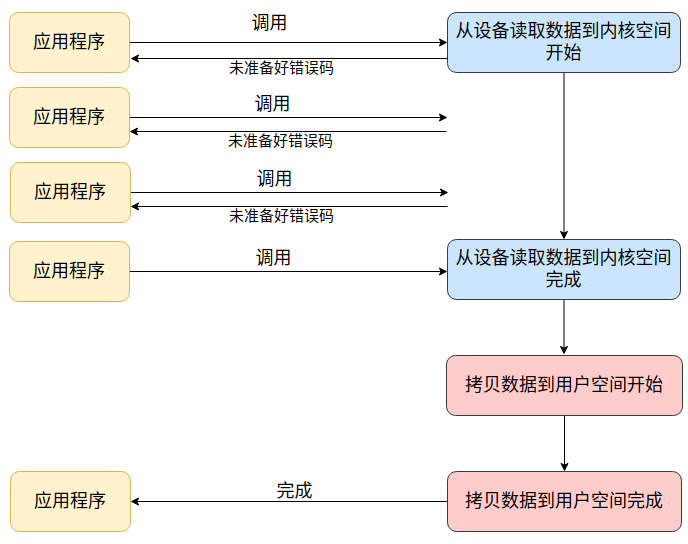 应用程序
调用
从设备读取数据到内核空间
开始
未准备好错误码
应用程序
调用
未准备好错误码
应用程序
调用
未准备好错误码
应用程序
调用
从设备读取数据到内核空间
完成
拷贝数据到用户空间开始
应用程序
完成
拷贝数据到用户空间完成